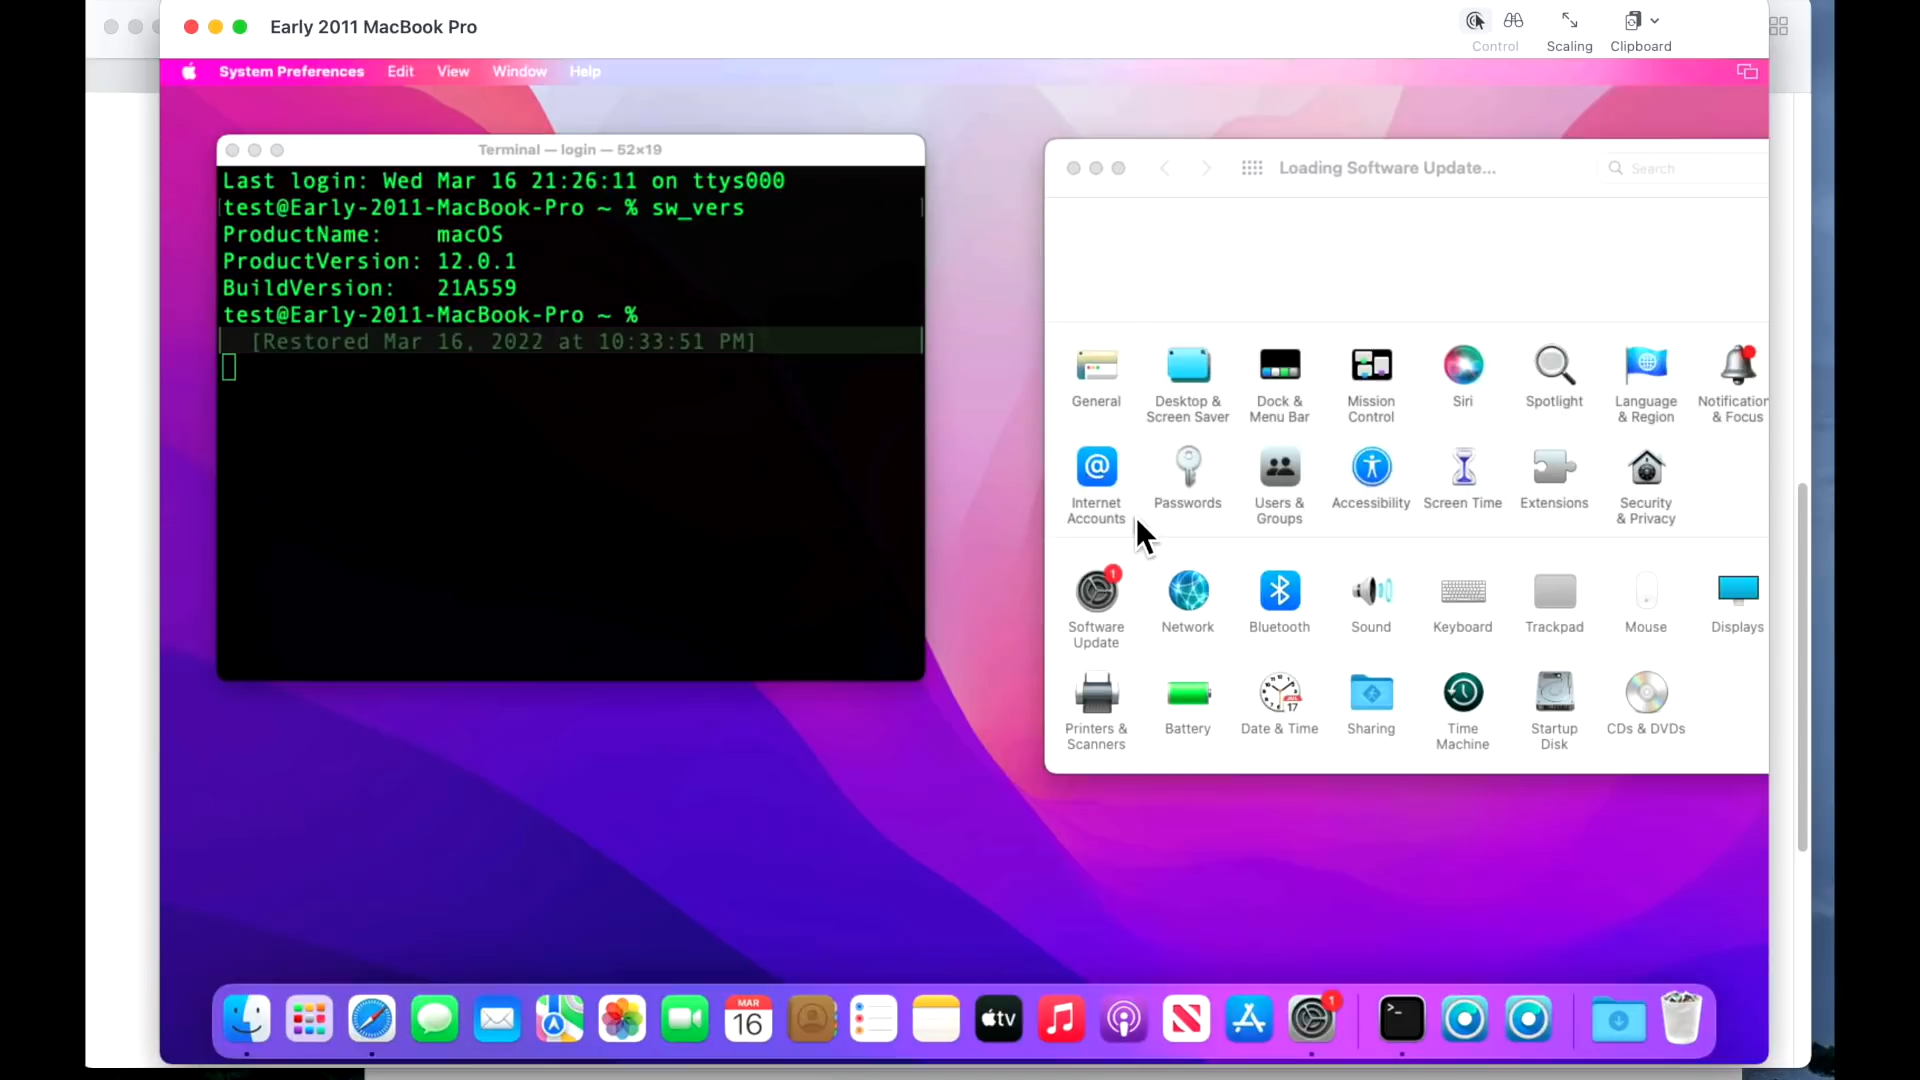 Early 2011 MacBook Pro
Control
Scaling
Clipboard
System Preferences Edit View Window Help
Terminal — login — 52×19
Last login: Wed Mar 16 21:26:11 on ttys000
[test@Early-2011-MacBook-Pro ~ % sw_vers ]
ProductName: macOS
ProductVersion: 12.0.1
BuildVersion: 21A559
test@Early-2011-MacBook-Pro ~ %
[Restored Mar 16, 2022 at 10:33:51 PM]
Loading Software Update...
Search
General
Desktop &
Screen Saver
Dock &
Menu Bar
Mission
Control
Siri
Spotlight
Language
& Region
Notification
& Focus
Internet
Accounts
Passwords
Users &
Groups
Accessibility
Screen Time
Extensions
Security
& Privacy
1
Software
Update
Network
Bluetooth
Sound
Keyboard
Trackpad
Mouse
Displays
Printers &
Scanners
Battery
17
Date & Time
Sharing
Time
Machine
Startup
Disk
CDs & DVDs
MAR
16
tv
1